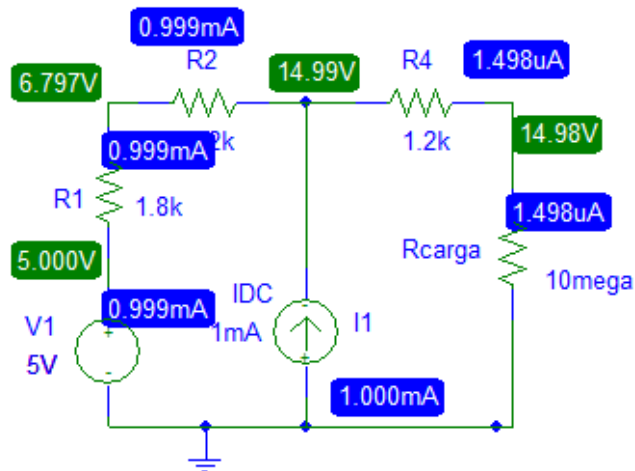 0.999mA
R2
14.99V
R4
1.498uA
6.797V
2k
1.2k
14.98V
0.999mA
R1
1.8k
1.498uA
Rcarga
10mega
5.000V
0.999mA
IDC
1mA
I1
V1
5V
1.000mA